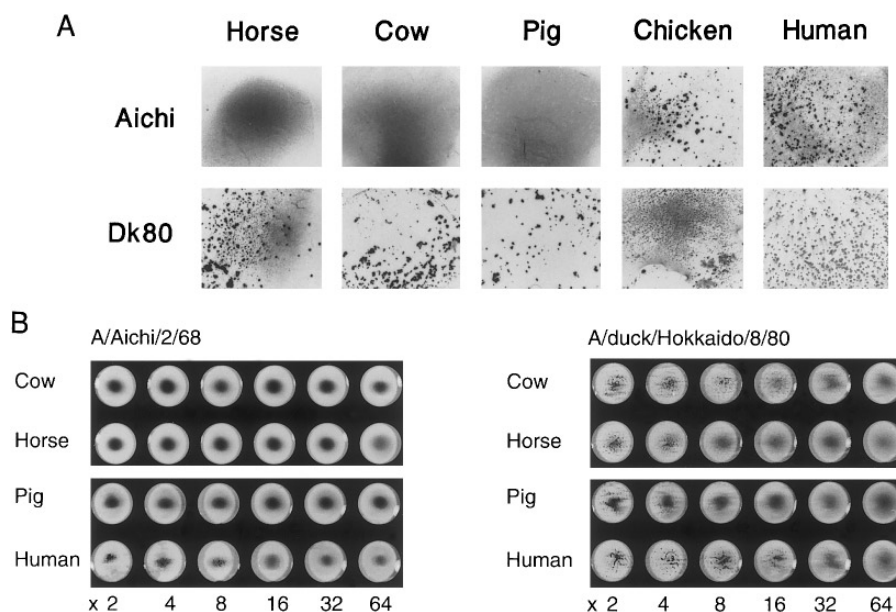 A
Horse Cow Pig Chicken Human
Aichi
Dk80
B
A/Aichi/2/68 A/duck/Hokkaido/8/80
Cow Cow
Horse Horse
Pig Pig
Human Human
x 2 4 8 16 32 64 x 2 4 8 16 32 64